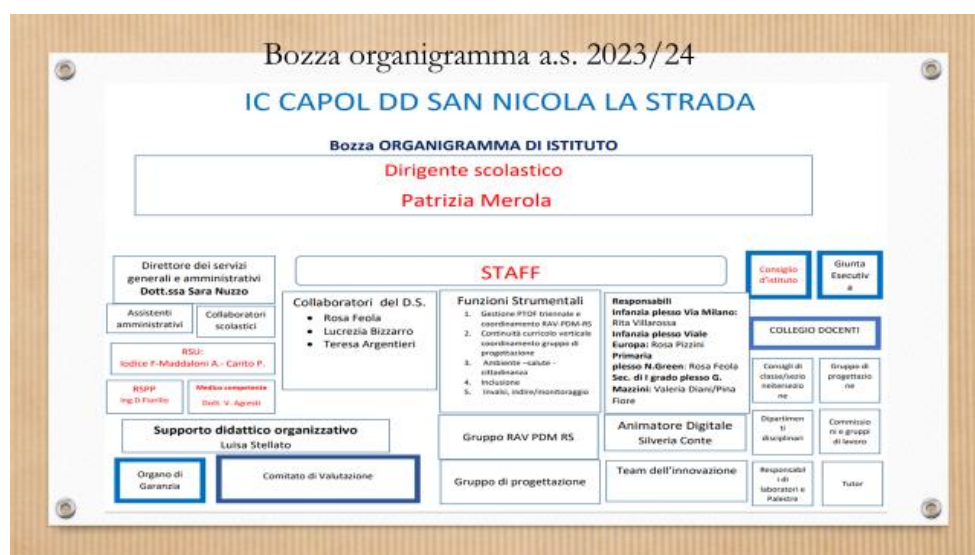 Bozza organigramma a.s. 2023/24
IC CAPOL DD SAN NICOLA LA STRADA
Bozza ORGANIGRAMMA DI ISTITUTO
Dirigente scolastico
Patrizia Merola
Direttore dei servizi
generali e amministrativi
Dott.ssa Sara Nuzzo
Assistenti
amministrativi
Collaboratori
scolastici
RSU:
Iodice F-Maddaloni A.- Carito P.
RSPP
Ing D.Fiorillo
Medico competente
Dott. V. Agresti
STAFF
Collaboratori del D.S.
• Rosa Feola
• Lucrezia Bizzarro
• Teresa Argentieri
Funzioni Strumentali
1. Gestione PTOF triennale e
coordinamento RAV-PDM-RS
2. Continuità curricolo verticale
coordinamento gruppo di
progettazione
3. Ambiente –salute -
cittadinanza
4. Inclusione
5. Invalsi, indire/monitoraggio
Responsabili
Infanzia plesso Via Milano:
Rita Villarossa
Infanzia plesso Viale
Europa: Rosa Pizzini
Primaria
plesso N.Green: Rosa Feola
Sec. di I grado plesso G.
Mazzini: Valeria Diani/Pina
Fiore
Consiglio
d'istituto
Giunta
Esecutiv
a
COLLEGIO DOCENTI
Consigli di
classe/sezio
ne/intersezio
ne
Gruppo di
progettazio
ne
Dipartimen
ti
disciplinari
Commissio
ni e gruppi
di lavoro
Responsabil
i di
laboratori e
Palestre
Tutor
Supporto didattico organizzativo
Luisa Stellato
Gruppo RAV PDM RS
Animatore Digitale
Silveria Conte
Organo di
Garanzia
Comitato di Valutazione
Gruppo di progettazione
Team dell'innovazione